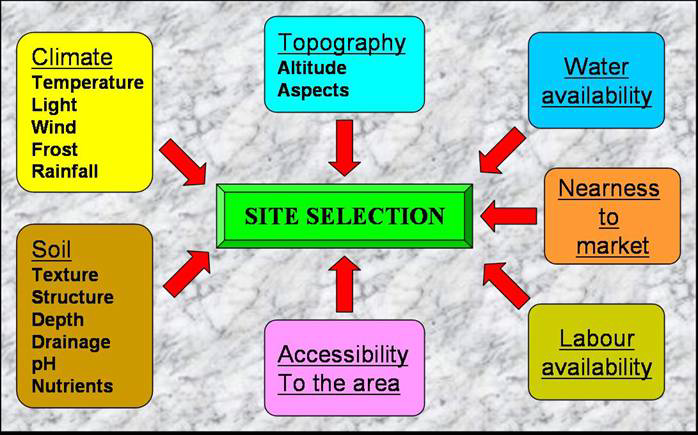 Climate
Temperature
Light
Wind
Frost
Rainfall
Topography
Altitude
Aspects
Water
availability
SITE SELECTION
Nearness
to
market
Soil
Texture
Structure
Depth
Drainage
pH
Nutrients
Accessibility
To the area
Labour
availability